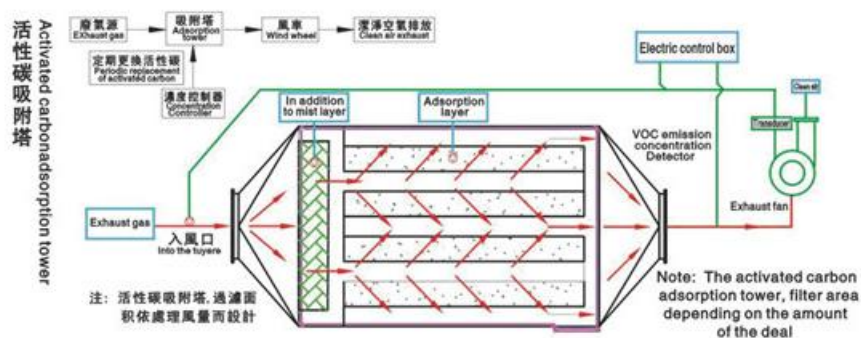 活性碳吸附塔
Activated carbonadsorption tower
廢氣源
EXhaust gas
吸附塔
Adsorption
tower
風車
Wind wheel
潔淨空氣排放
Clean air exhaust
定期更換活性碳
Periodic replacement
of activated carbon
濃度控制器
Concentration
Controller
In addition
to mist layer
Adsorption
layer
Electric control box
Clean air
Transducer
VOC emission
concentration
Detector
Exhaust fan
Exhaust gas
入風口
Into the tuyere
注：活性碳吸附塔，過濾面
积依處理風量而設計
Note: The activated carbon
adsorption tower, filter area
depending on the amount
of the deal